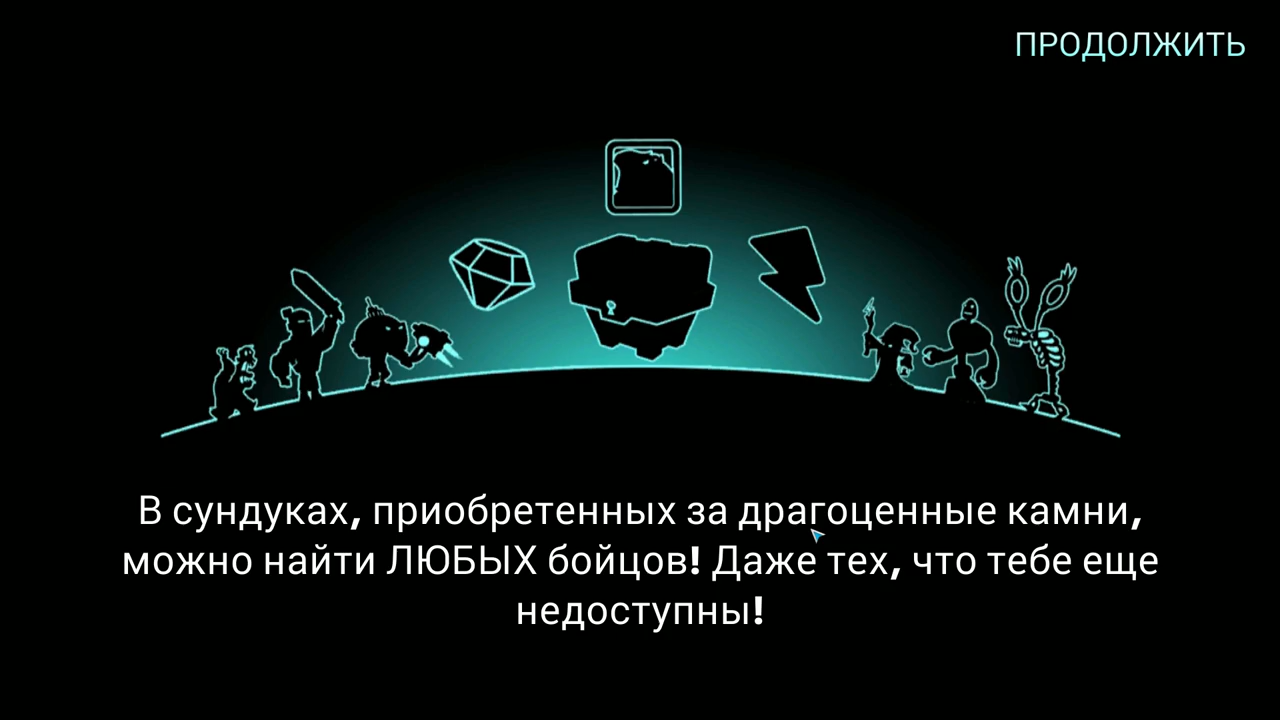 ПРОДОЛЖИТЬ
В сундуках, приобретенных за драгоценные камни,
можно найти ЛЮБЫХ бойцов! Даже тех, что тебе еще
недоступны!